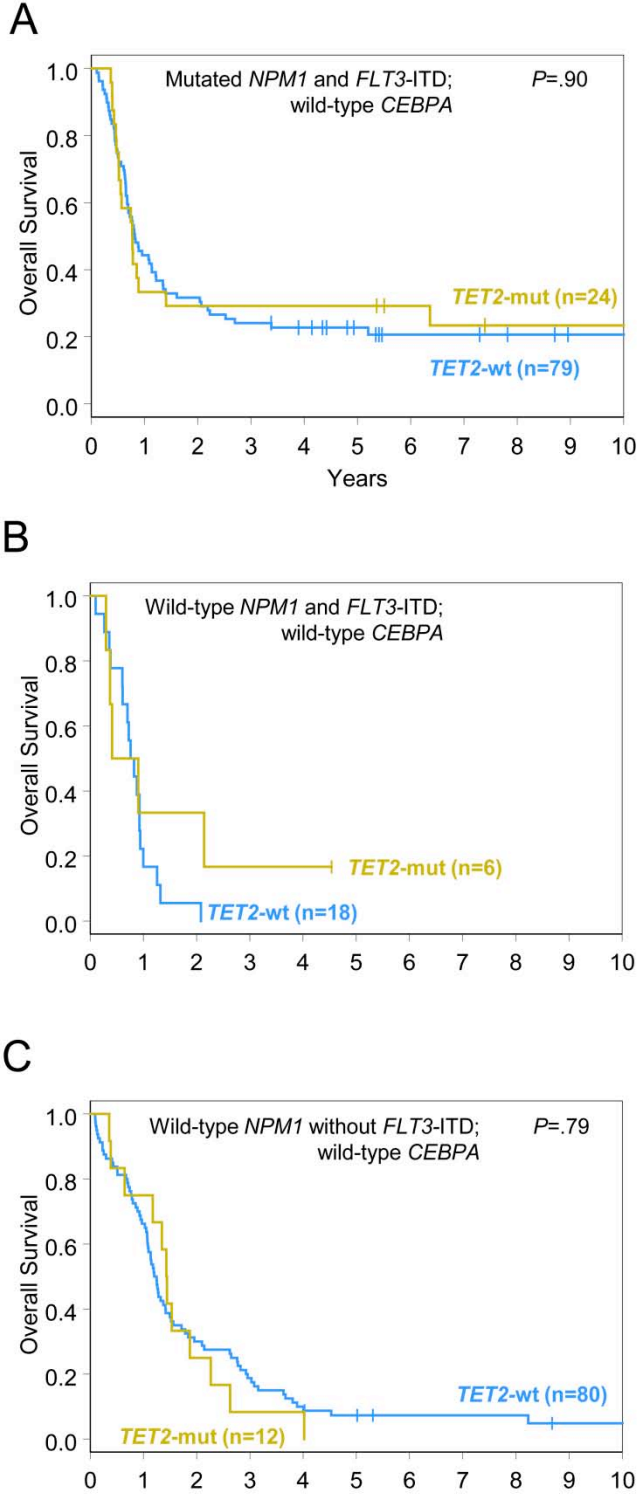 A
Mutated NPM1 and FLT3-ITD; P=.90
wild-type CEBPA
Overall Survival
1.0
0.8
0.6
0.4
0.2
0.0
TET2-mut (n=24)
TET2-wt (n=79)
0 1 2 3 4 5 6 7 8 9 10
Years
B
Wild-type NPM1 and FLT3-ITD;
wild-type CEBPA
Overall Survival
1.0
0.8
0.6
0.4
0.2
0.0
TET2-mut (n=6)
TET2-wt (n=18)
0 1 2 3 4 5 6 7 8 9 10
C
Wild-type NPM1 without FLT3-ITD; P=.79
wild-type CEBPA
Overall Survival
1.0
0.8
0.6
0.4
0.2
0.0
TET2-wt (n=80)
TET2-mut (n=12)
0 1 2 3 4 5 6 7 8 9 10